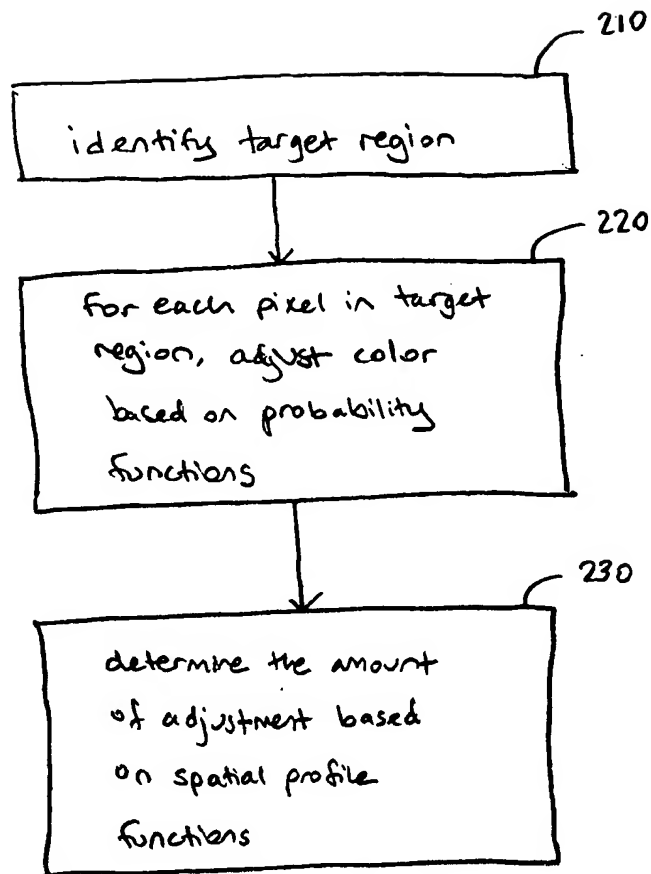 210
identify target region
220
for each pixel in target
region, adjust color
based on probability
functions
230
determine the amount
of adjustment based
on spatial profile
functions